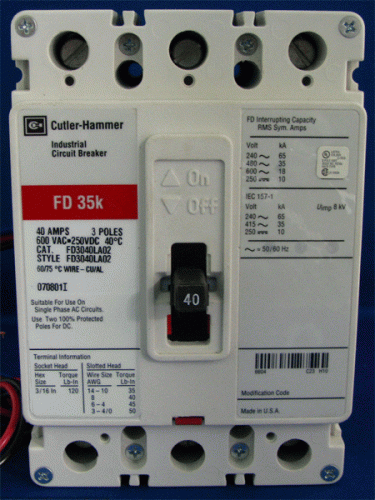 Cutler-Hammer
Industrial
Circuit Breaker
FD 35k
40 AMPS 3 POLES
600 VAC•250VDC 40°C
CAT. FD3040LA02
STYLE FD3040LA02
60/75 °C WIRE-CU/AL
070801I
Suitable For Use On
Single Phase AC Circuits.
Use Two 100% Protected
Poles For DC.
Terminal Information
Socket Head Slotted Head
Hex Torque Wire Size Torque
Size Lb-In AWG Lb-In
3/16 In 120 14-10 35
8 40
6-4 45
3-4/0 50
On
OFF
40
FD Interrupting Capacity
RMS Sym. Amps
Volt kA
240 ~ 65
480 ~ 35
600 ~ 18
250 ⎓ 10
IEC 157-1
Volt kA Uimp 8 kV
240 ~ 65
415 ~ 35
250 ⎓ 10
~ = 50/60 Hz
Modification Code
Made in U.S.A.